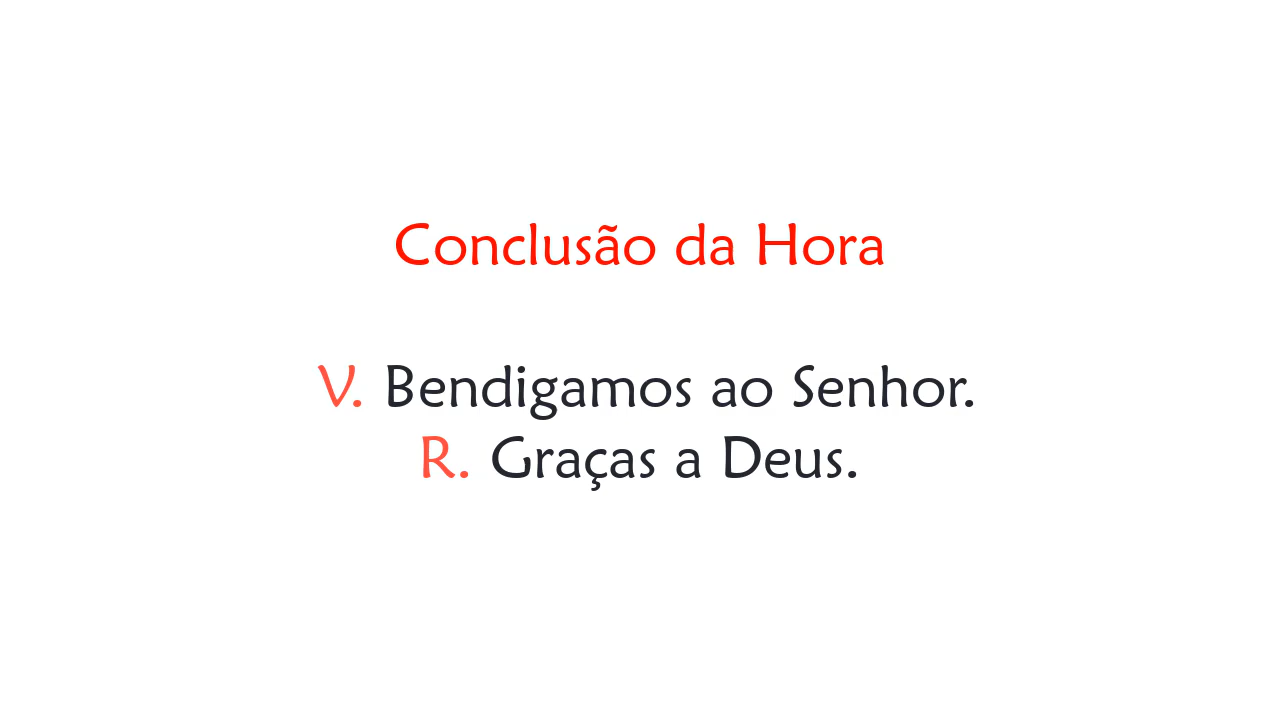 Conclusão da Hora
V. Bendigamos ao Senhor.
R. Graças a Deus.